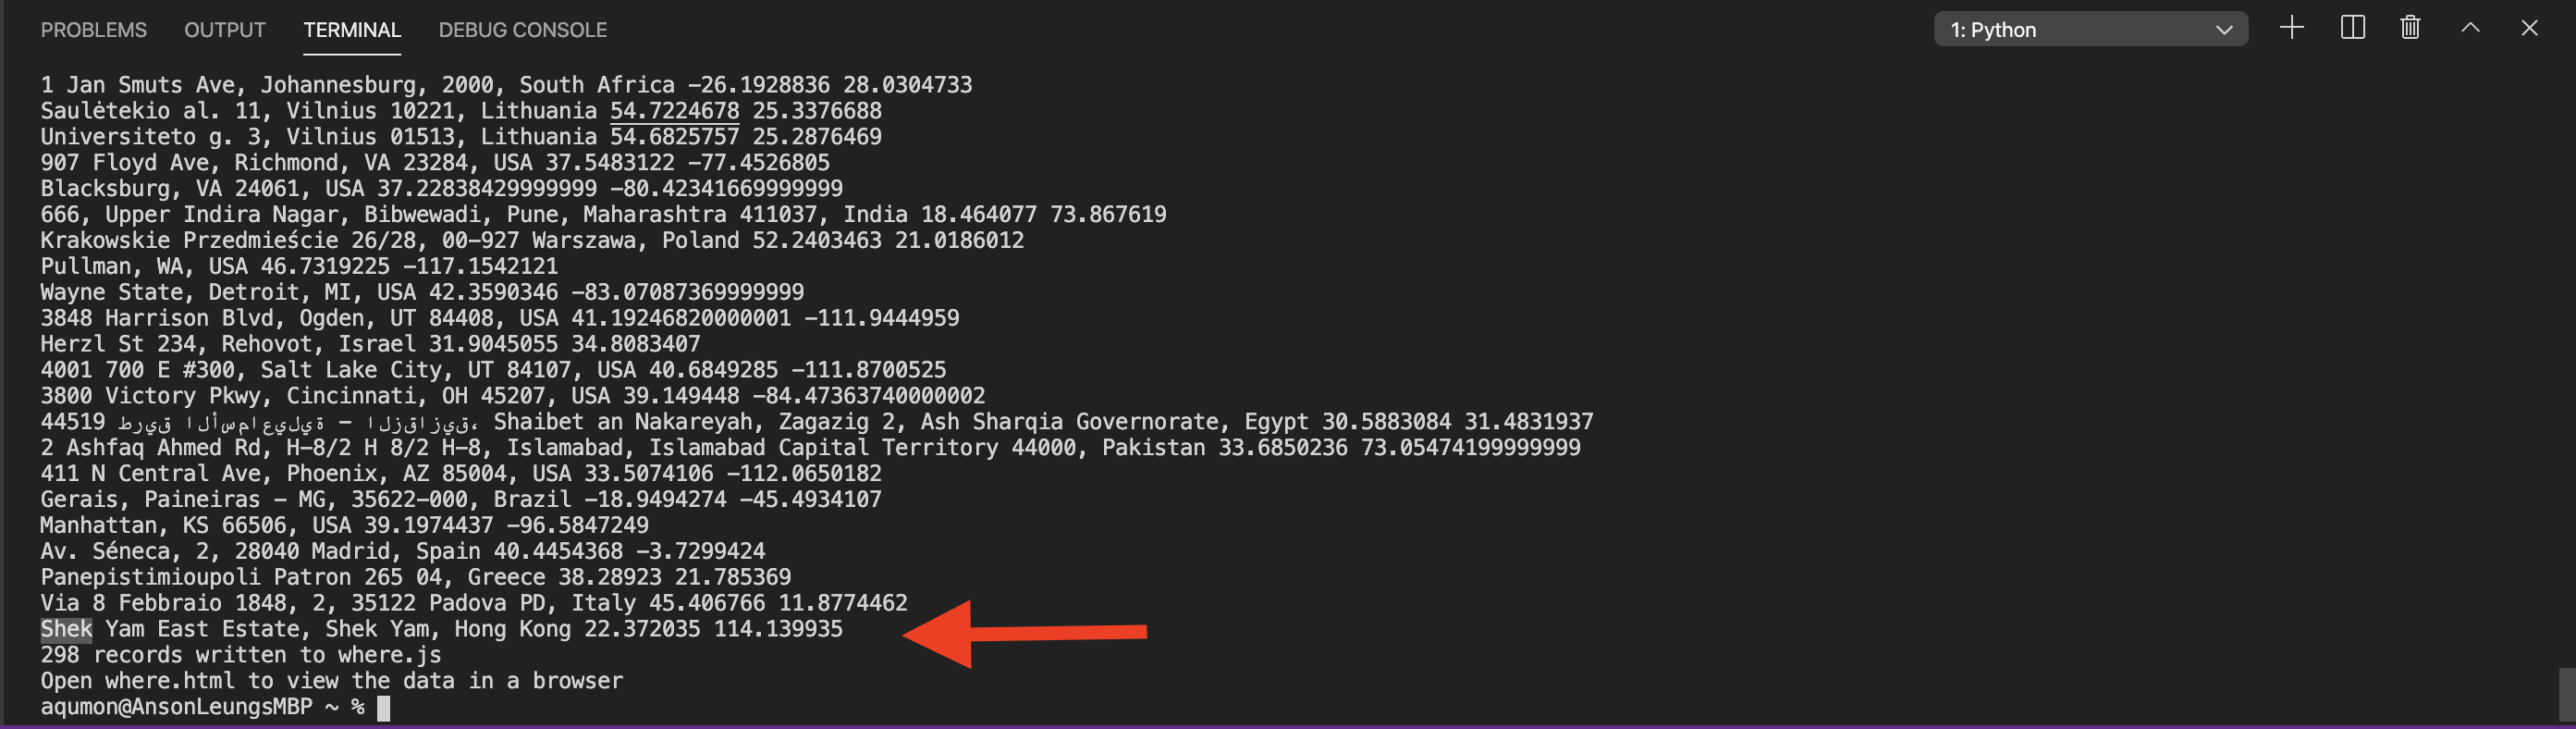 PROBLEMS OUTPUT TERMINAL DEBUG CONSOLE 1: Python
1 Jan Smuts Ave, Johannesburg, 2000, South Africa -26.1928836 28.0304733
Saulėtekio al. 11, Vilnius 10221, Lithuania 54.7224678 25.3376688
Universiteto g. 3, Vilnius 01513, Lithuania 54.6825757 25.2876469
907 Floyd Ave, Richmond, VA 23284, USA 37.5483122 -77.4526805
Blacksburg, VA 24061, USA 37.22838429999999 -80.42341669999999
666, Upper Indira Nagar, Bibwewadi, Pune, Maharashtra 411037, India 18.464077 73.867619
Krakowskie Przedmieście 26/28, 00-927 Warszawa, Poland 52.2403463 21.0186012
Pullman, WA, USA 46.7319225 -117.1542121
Wayne State, Detroit, MI, USA 42.3590346 -83.07087369999999
3848 Harrison Blvd, Ogden, UT 84408, USA 41.19246820000001 -111.9444959
Herzl St 234, Rehovot, Israel 31.9045055 34.8083407
4001 700 E #300, Salt Lake City, UT 84107, USA 40.6849285 -111.8700525
3800 Victory Pkwy, Cincinnati, OH 45207, USA 39.149448 -84.47363740000002
44519 طريق الأسماعيلية - الزقازيق، Shaibet an Nakareyah, Zagazig 2, Ash Sharqia Governorate, Egypt 30.5883084 31.4831937
2 Ashfaq Ahmed Rd, H-8/2 H 8/2 H-8, Islamabad, Islamabad Capital Territory 44000, Pakistan 33.6850236 73.05474199999999
411 N Central Ave, Phoenix, AZ 85004, USA 33.5074106 -112.0650182
Gerais, Paineiras - MG, 35622-000, Brazil -18.9494274 -45.4934107
Manhattan, KS 66506, USA 39.1974437 -96.5847249
Av. Séneca, 2, 28040 Madrid, Spain 40.4454368 -3.7299424
Panepistimioupoli Patron 265 04, Greece 38.28923 21.785369
Via 8 Febbraio 1848, 2, 35122 Padova PD, Italy 45.406766 11.8774462
Shek Yam East Estate, Shek Yam, Hong Kong 22.372035 114.139935
298 records written to where.js
Open where.html to view the data in a browser
aqumon@AnsonLeungsMBP ~ %